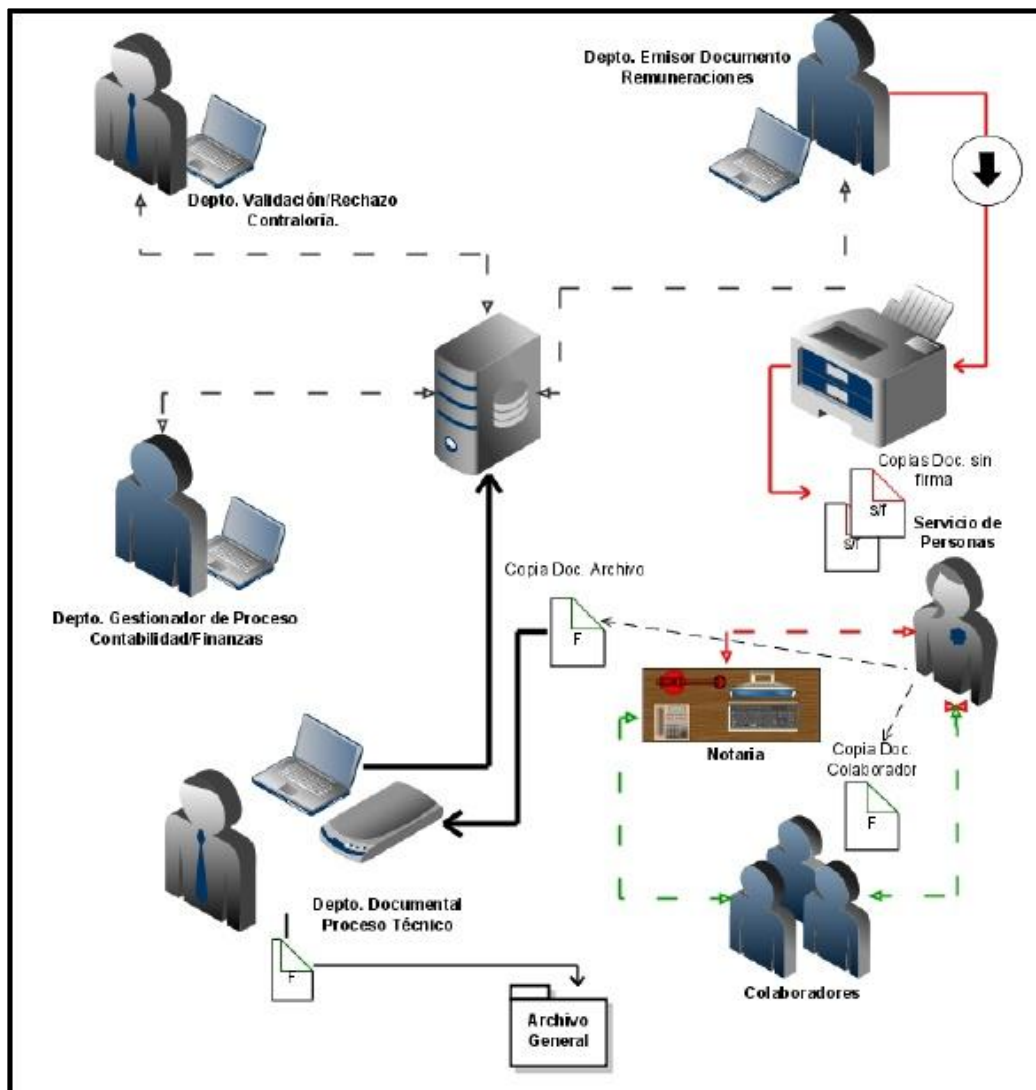 Depto. Emisor Documento
Remuneraciones
Depto. Validación/Rechazo
Contraloría.
Copias Doc. sin
firma
s/f
s/f
Servicio de
Personas
Copia Doc. Archivo
F
Depto. Gestionador de Proceso
Contabilidad/Finanzas
Notaria
Copia Doc.
Colaborador
F
Depto. Documental
Proceso Técnico
F
Colaboradores
Archivo
General